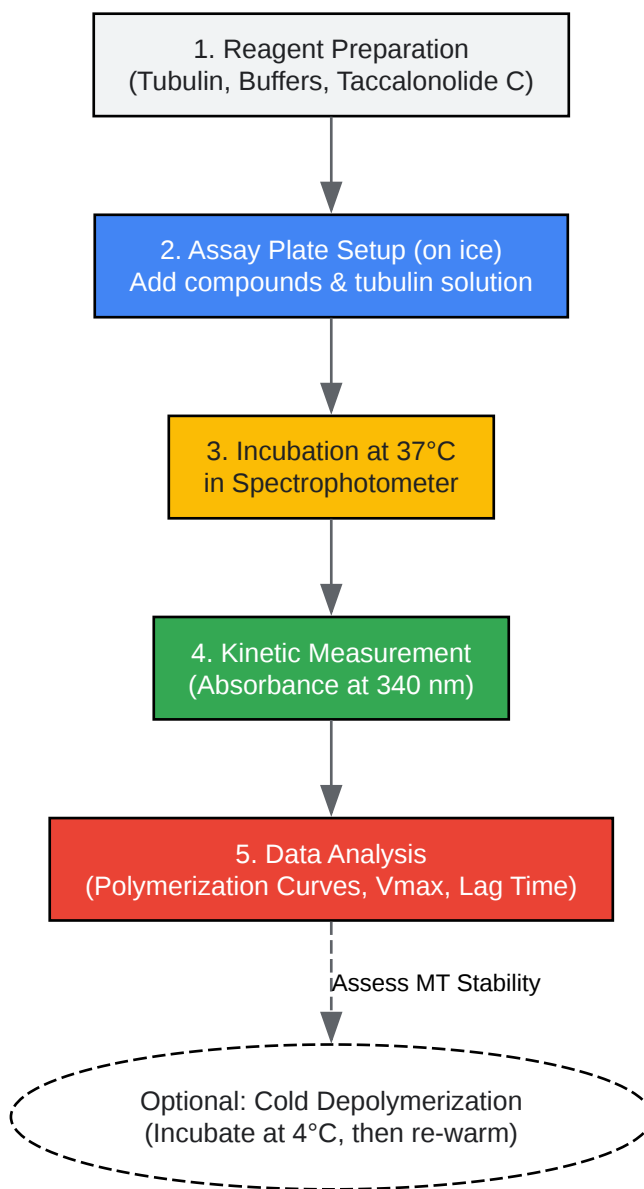 1. Reagent Preparation
(Tubulin, Buffers, Taccalonolide C)
2. Assay Plate Setup (on ice)
Add compounds & tubulin solution
3. Incubation at 37°C
in Spectrophotometer
4. Kinetic Measurement
(Absorbance at 340 nm)
5. Data Analysis
(Polymerization Curves, Vmax, Lag Time)
Assess MT Stability
Optional: Cold Depolymerization
(Incubate at 4°C, then re-warm)